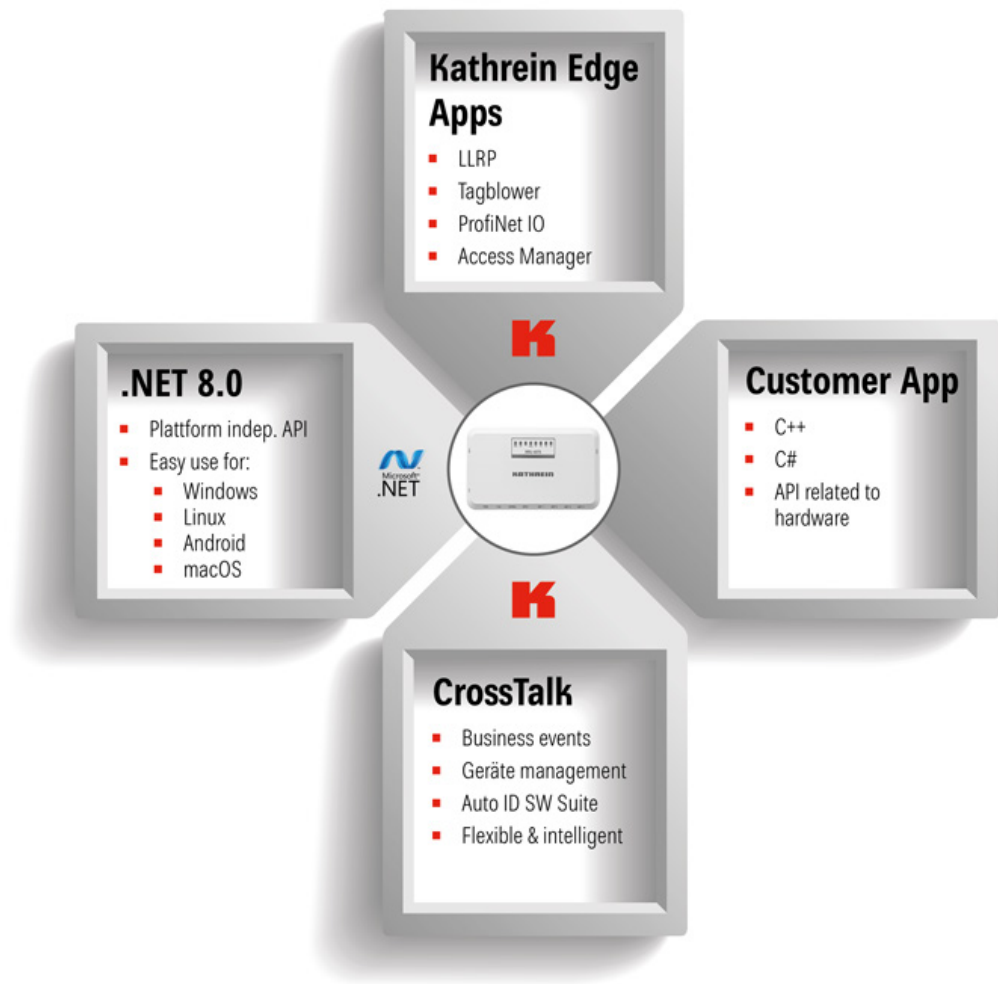 Kathrein Edge
Apps
LLRP
Tagblower
ProfiNet IO
Access Manager
.NET 8.0
Plattform indep. API
Easy use for:
Windows
Linux
Android
macOS
Microsoft
.NET
KATHREIN
Customer App
C++
C#
API related to
hardware
CrossTalk
Business events
Geräte management
Auto ID SW Suite
Flexible & intelligent